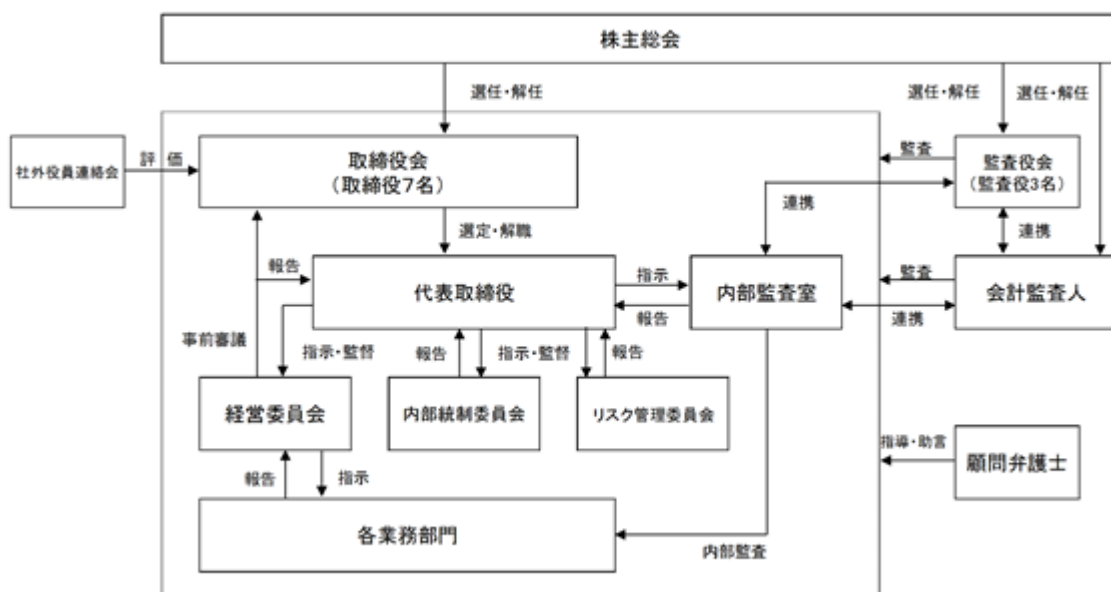 株主総会
選任・解任
選任・解任
選任・解任
社外役員連絡会
評 価
取締役会
(取締役7名)
監査
監査役会
(監査役3名)
連携
選定・解職
連携
報告
代表取締役
指示
報告
内部監査室
監査
会計監査人
連携
事前審議
指示・監督
報告
指示・監督
報告
経営委員会
内部統制委員会
リスク管理委員会
指導・助言
顧問弁護士
報告
指示
各業務部門
内部監査